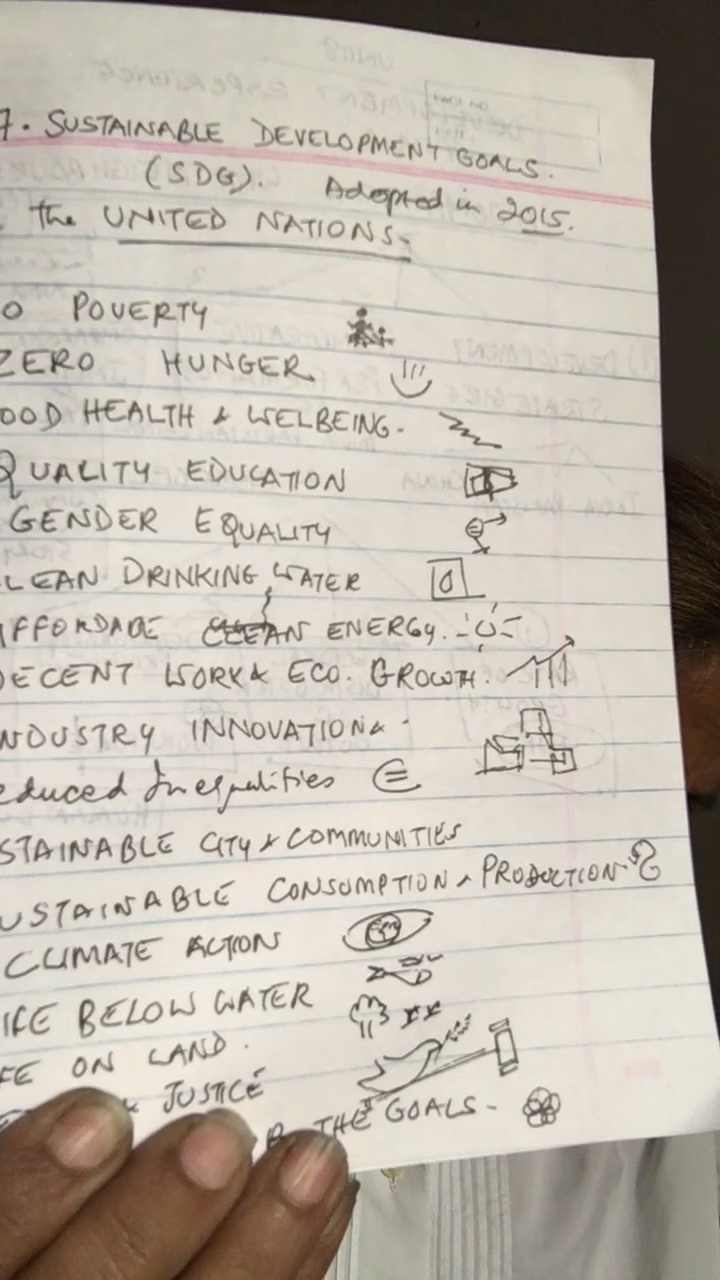 7. SUSTAINABLE DEVELOPMENT GOALS.
(SDG). Adopted in 2015.
the UNITED NATIONS.
O POVERTY
ZERO HUNGER
OOD HEALTH & WELBEING.
QUALITY EDUCATION
GENDER EQUALITY
LEAN DRINKING WATER
AFFORDABE CLEAN ENERGY.
DECENT WORK & ECO. GROWTH.
NDUSTRY INNOVATION &
educed Inequalities
STAINABLE CITY & COMMUNITIES
USTAINABLE CONSUMPTION & PRODUCTION
CLIMATE ACTION
IFE BELOW WATER
FE ON LAND.
& JUSTICE
THE GOALS.